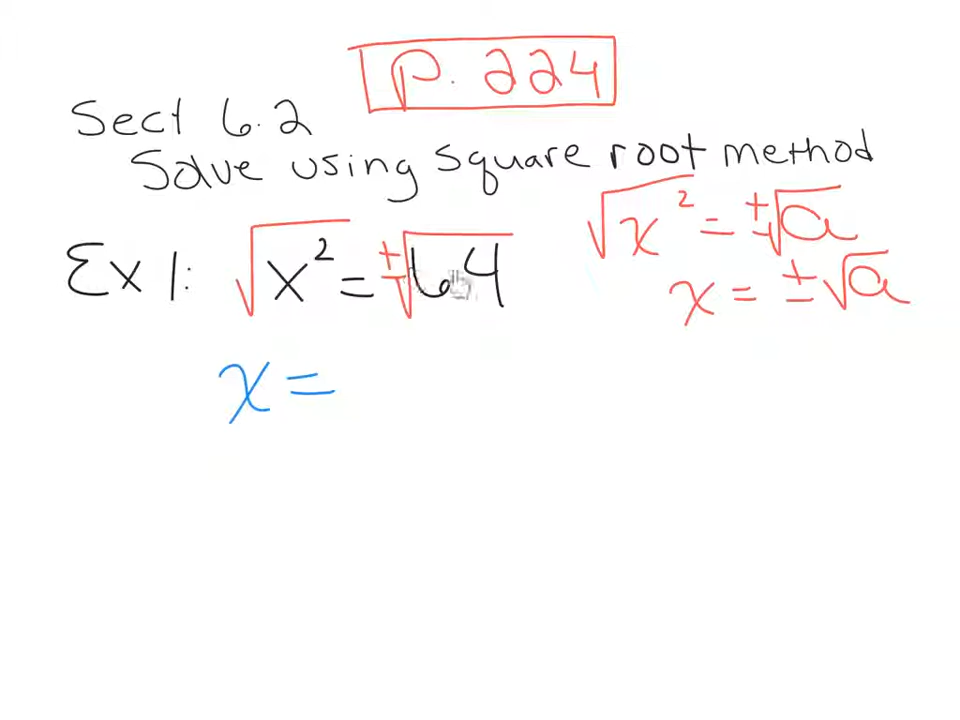 P. 224
Sect 6.2
Solve using square root method
√x² = ±√a
Ex 1: √x² = ±√64
x = ±√a
x =